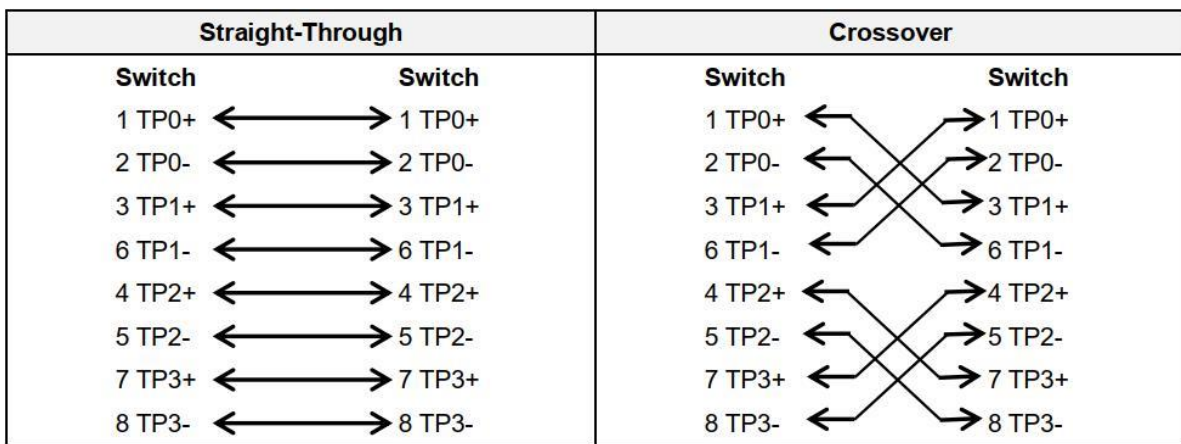 Straight-Through Crossover
Switch Switch Switch Switch
1 TP0+ 1 TP0+ 1 TP0+ 1 TP0+
2 TP0- 2 TP0- 2 TP0- 2 TP0-
3 TP1+ 3 TP1+ 3 TP1+ 3 TP1+
6 TP1- 6 TP1- 6 TP1- 6 TP1-
4 TP2+ 4 TP2+ 4 TP2+ 4 TP2+
5 TP2- 5 TP2- 5 TP2- 5 TP2-
7 TP3+ 7 TP3+ 7 TP3+ 7 TP3+
8 TP3- 8 TP3- 8 TP3- 8 TP3-